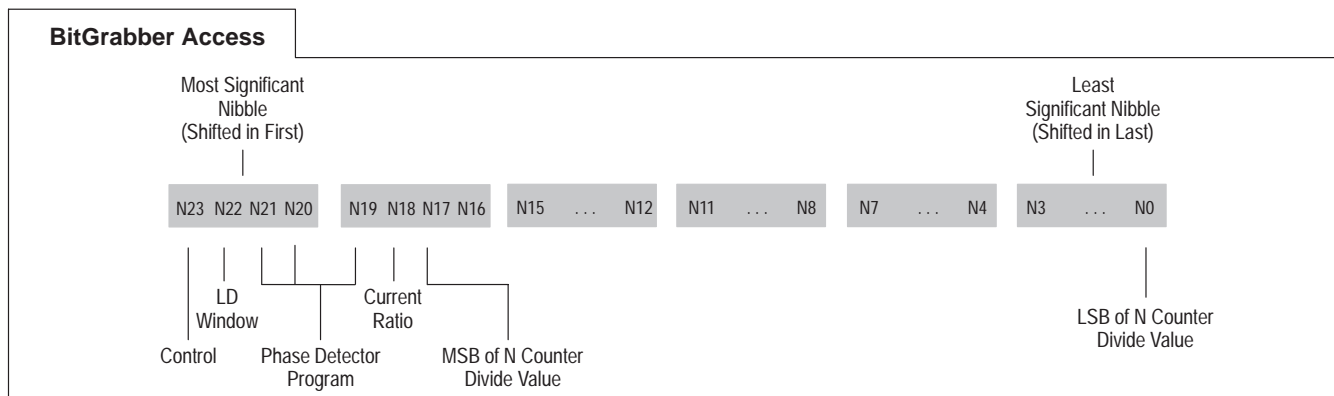 BitGrabber Access
Most Significant
Nibble
(Shifted in First)
Least
Significant Nibble
(Shifted in Last)
N23 N22 N21 N20 N19 N18 N17 N16 N15 ... N12 N11 ... N8 N7 ... N4 N3 ... N0
LD
Window
Current
Ratio
LSB of N Counter
Divide Value
Control
Phase Detector
Program
MSB of N Counter
Divide Value